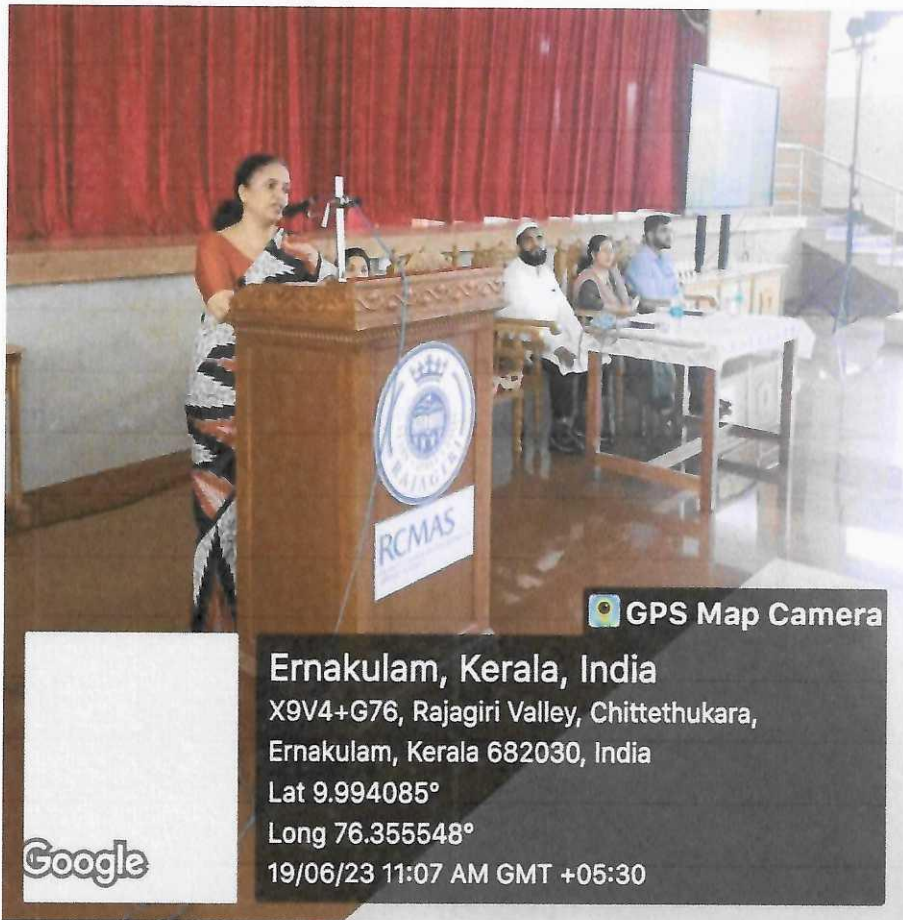 RAJAGIRI
RCMAS
GPS Map Camera
Ernakulam, Kerala, India
X9V4+G76, Rajagiri Valley, Chittethukara,
Ernakulam, Kerala 682030, India
Lat 9.994085°
Long 76.355548°
19/06/23 11:07 AM GMT +05:30
Google